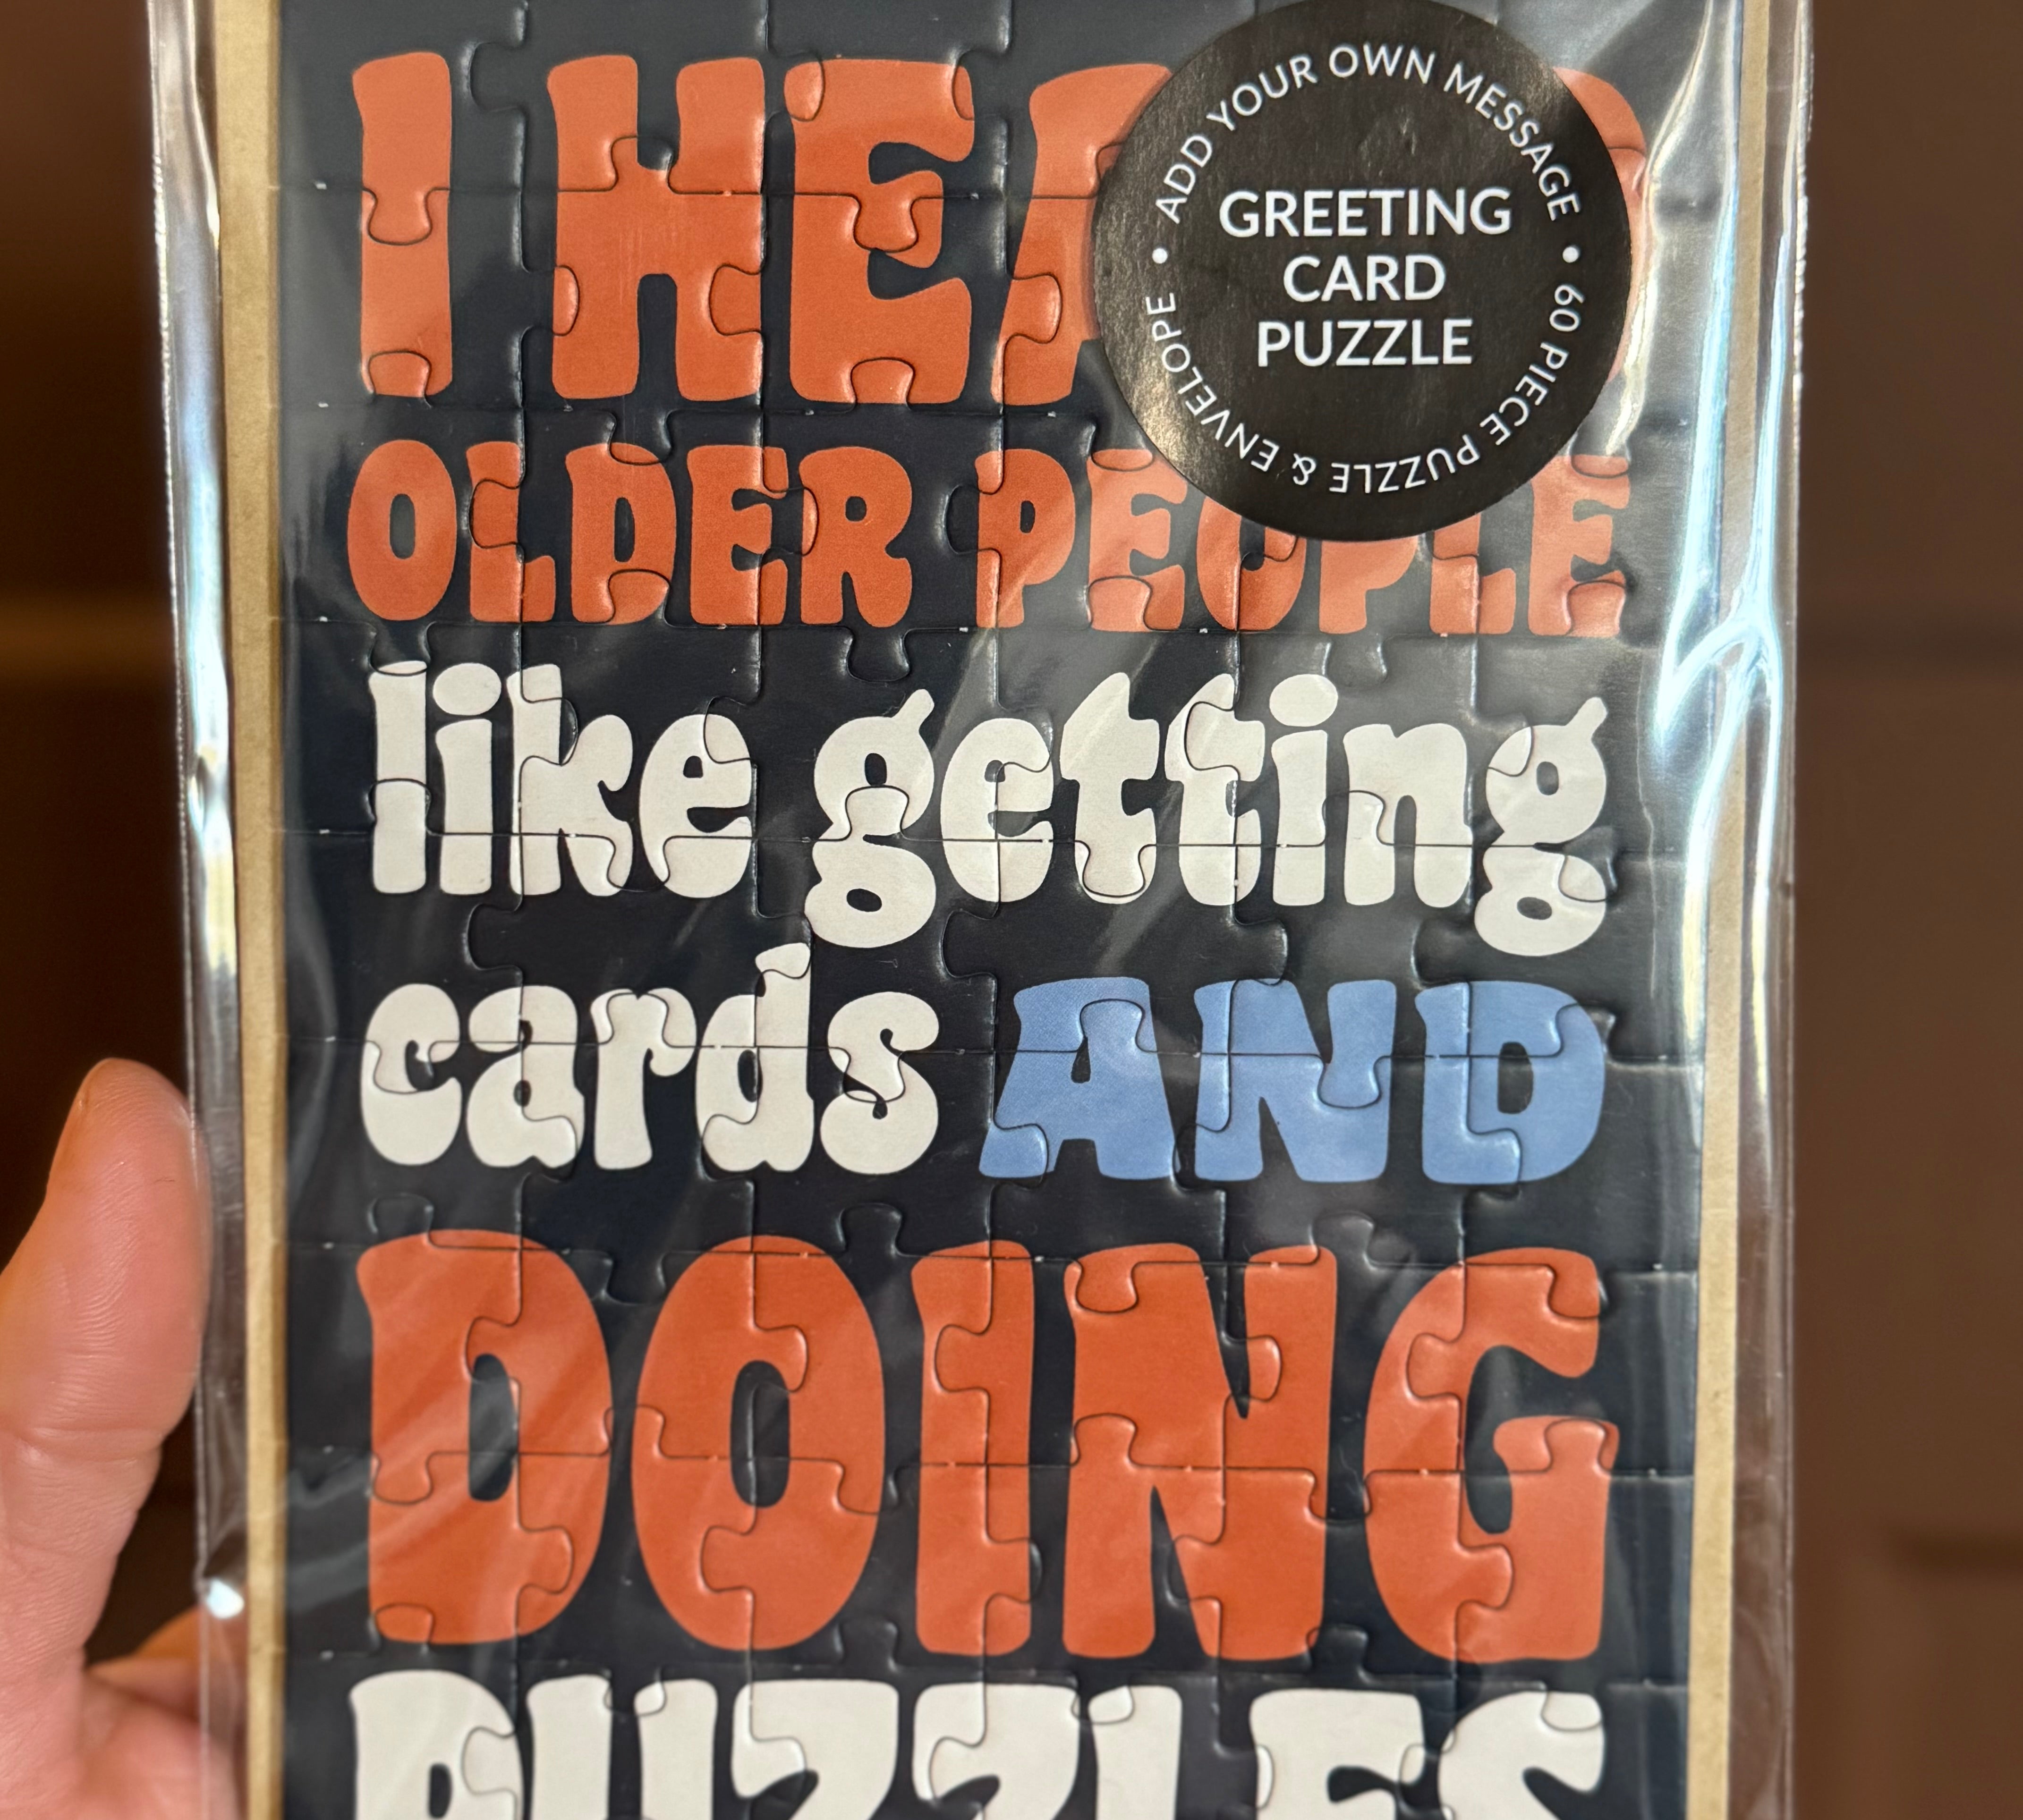 I HEAR
OLDER PEOPLE
like getting
cards AND
DOING
PUZZLES
ADD YOUR OWN MESSAGE • 60 PIECE PUZZLE & ENVELOPE •
GREETING
CARD
PUZZLE